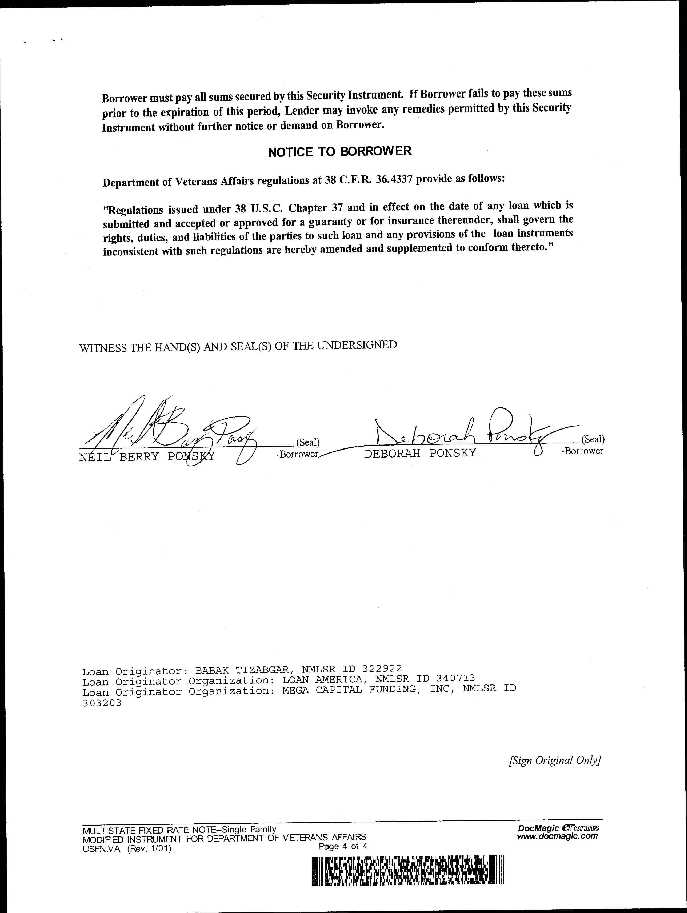 Borrower must pay all sums secured by this Security Instrument. If Borrower fails to pay these sums
prior to the expiration of this period, Lender may invoke any remedies permitted by this Security
Instrument without further notice or demand on Borrower.
NOTICE TO BORROWER
Department of Veterans Affairs regulations at 38 C.F.R. 36.4337 provide as follows:
"Regulations issued under 38 U.S.C. Chapter 37 and in effect on the date of any loan which is
submitted and accepted or approved for a guaranty or for insurance thereunder, shall govern the
rights, duties, and liabilities of the parties to such loan and any provisions of the loan instruments
inconsistent with such regulations are hereby amended and supplemented to conform thereto."
WITNESS THE HAND(S) AND SEAL(S) OF THE UNDERSIGNED
Deborah Ponsky
(Seal) (Seal)
NEIL BERRY PONSKY -Borrower DEBORAH PONSKY -Borrower
Loan Originator: BABAK TIZABGAR, NMLSR ID 322922
Loan Originator Organization: LOAN AMERICA, NMLSR ID 340713
Loan Originator Organization: MEGA CAPITAL FUNDING, INC, NMLSR ID
303203
[Sign Original Only]
MULTISTATE FIXED RATE NOTE--Single Family
MODIFIED INSTRUMENT FOR DEPARTMENT OF VETERANS AFFAIRS
USFN.VA (Rev. 1/01) Page 4 of 4
DocMagic eForms
www.docmagic.com